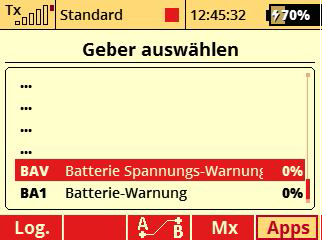 Tx Standard 12:45:32 70%
Geber auswählen
...
...
...
...
BAV Batterie Spannungs-Warnung 0%
BA1 Batterie-Warnung 0%
Log. A B Mx Apps